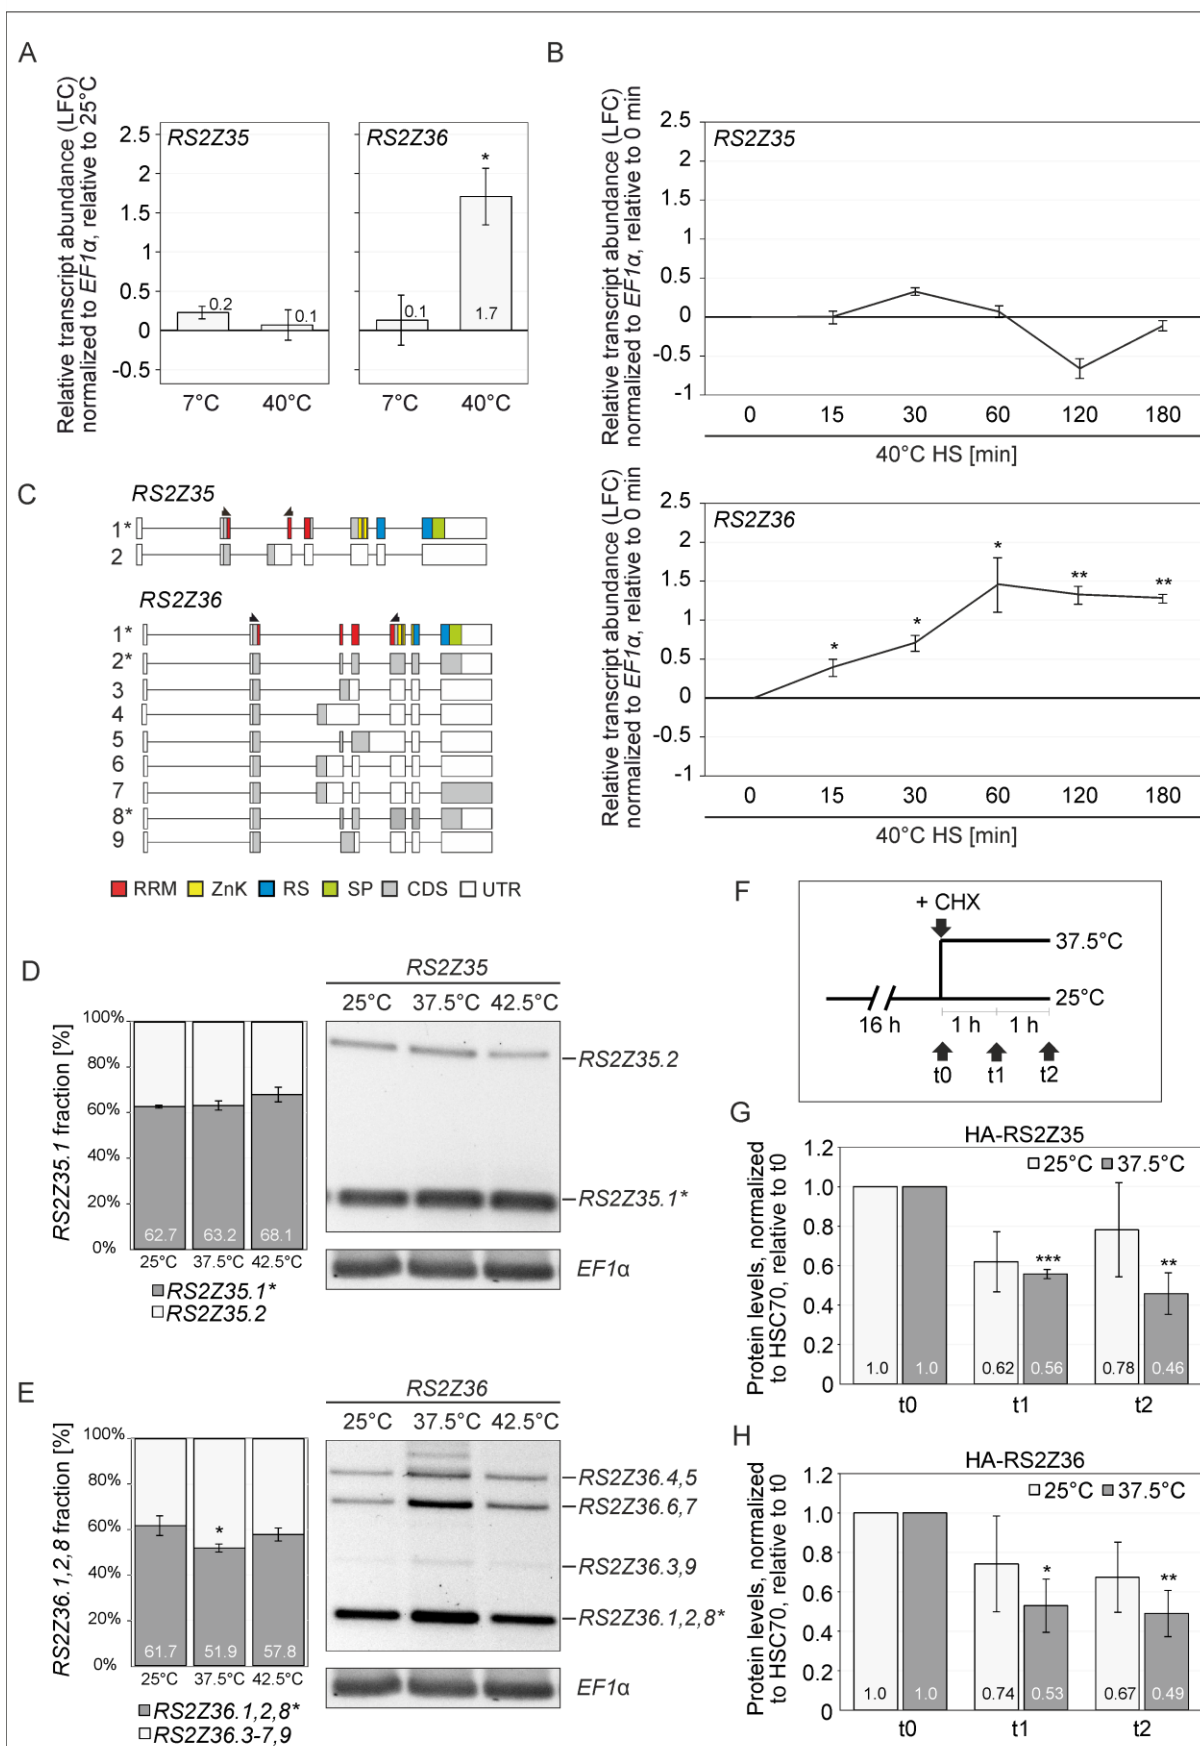 A
Relative transcript abundance (LFC)
normalized to EF1α, relative to 25°C
2.5
2
1.5
1
0.5
0
-0.5
RS2Z35
0.2
0.1
7°C
40°C
RS2Z36
*
0.1
1.7
7°C
40°C
B
Relative transcript abundance (LFC)
normalized to EF1α, relative to 0 min
2.5
2
1.5
1
0.5
0
-0.5
-1
RS2Z35
0 15 30 60 120 180
40°C HS [min]
Relative transcript abundance (LFC)
normalized to EF1α, relative to 0 min
2.5
2
1.5
1
0.5
0
-0.5
-1
RS2Z36
* * * ** **
0 15 30 60 120 180
40°C HS [min]
C
RS2Z35
1*
2
RS2Z36
1*
2*
3
4
5
6
7
8*
9
RRM ZnK RS SP CDS UTR
D
RS2Z35.1 fraction [%]
100%
80%
60%
40%
20%
0%
62.7 63.2 68.1
25°C 37.5°C 42.5°C
RS2Z35.1*
RS2Z35.2
RS2Z35
25°C 37.5°C 42.5°C
RS2Z35.2
RS2Z35.1*
EF1α
E
RS2Z36.1,2,8 fraction [%]
100%
80%
60%
40%
20%
0%
*
61.7 51.9 57.8
25°C 37.5°C 42.5°C
RS2Z36.1,2,8*
RS2Z36.3-7,9
RS2Z36
25°C 37.5°C 42.5°C
RS2Z36.4,5
RS2Z36.6,7
RS2Z36.3,9
RS2Z36.1,2,8*
EF1α
F
+ CHX
37.5°C
25°C
16 h 1 h 1 h
t0 t1 t2
G
HA-RS2Z35
Protein levels, normalized
to HSC70, relative to t0
1.2
1.0
0.8
0.6
0.4
0.2
0
25°C 37.5°C
*** **
1.0 1.0 0.62 0.56 0.78 0.46
t0 t1 t2
H
HA-RS2Z36
Protein levels, normalized
to HSC70, relative to t0
1.2
1.0
0.8
0.6
0.4
0.2
0
25°C 37.5°C
* **
1.0 1.0 0.74 0.53 0.67 0.49
t0 t1 t2